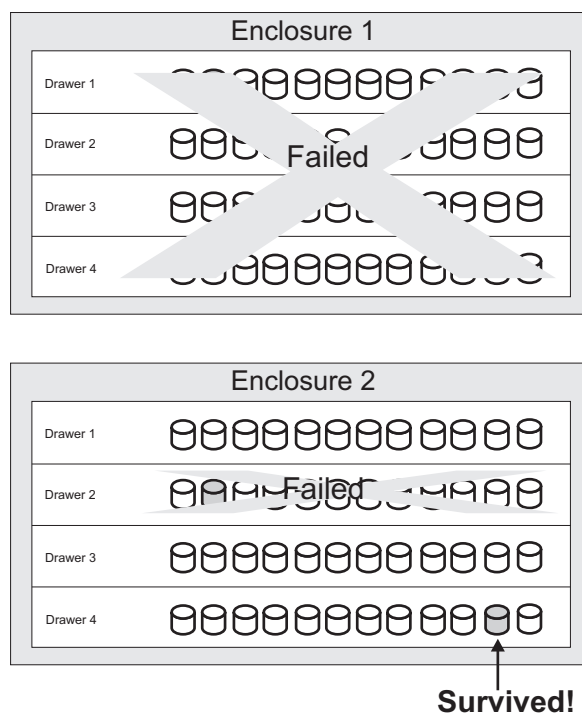 Enclosure 1
Drawer 1
Drawer 2
Failed
Drawer 3
Drawer 4
Enclosure 2
Drawer 1
Drawer 2
Failed
Drawer 3
Drawer 4
Survived!